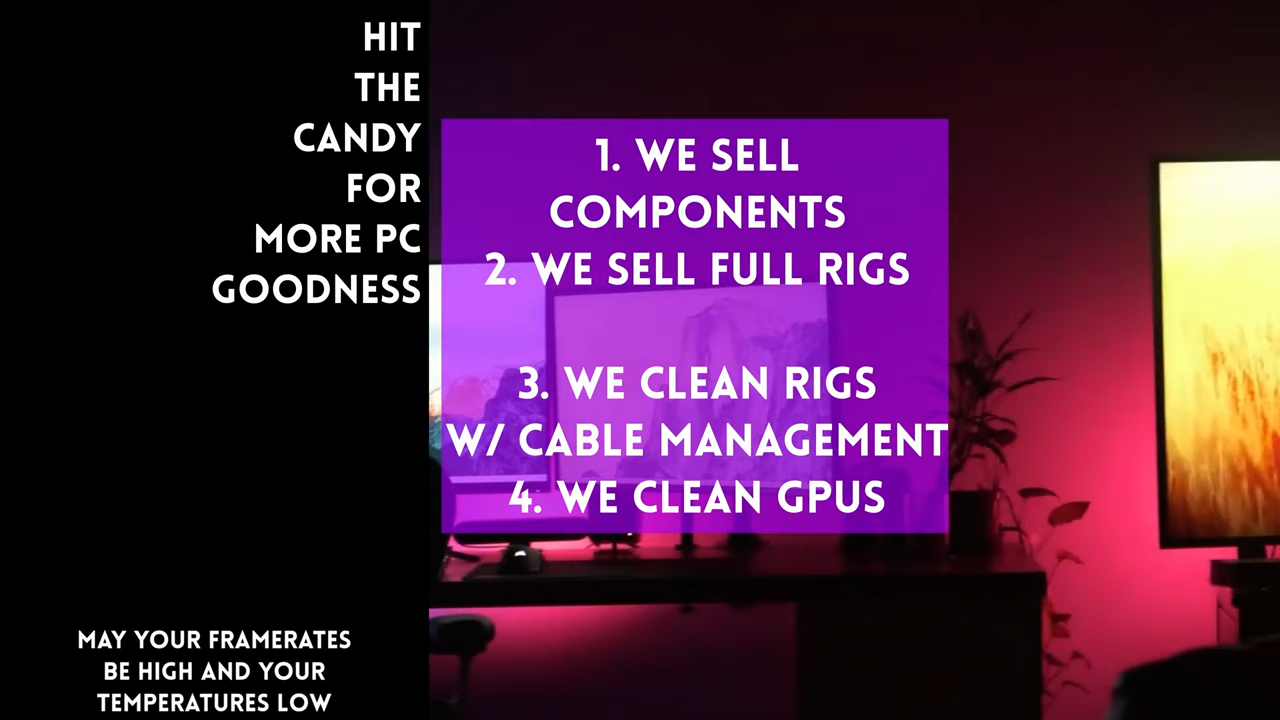 HIT
THE
CANDY
FOR
MORE PC
GOODNESS
1. WE SELL
COMPONENTS
2. WE SELL FULL RIGS
3. WE CLEAN RIGS
W/ CABLE MANAGEMENT
4. WE CLEAN GPUS
MAY YOUR FRAMERATES
BE HIGH AND YOUR
TEMPERATURES LOW